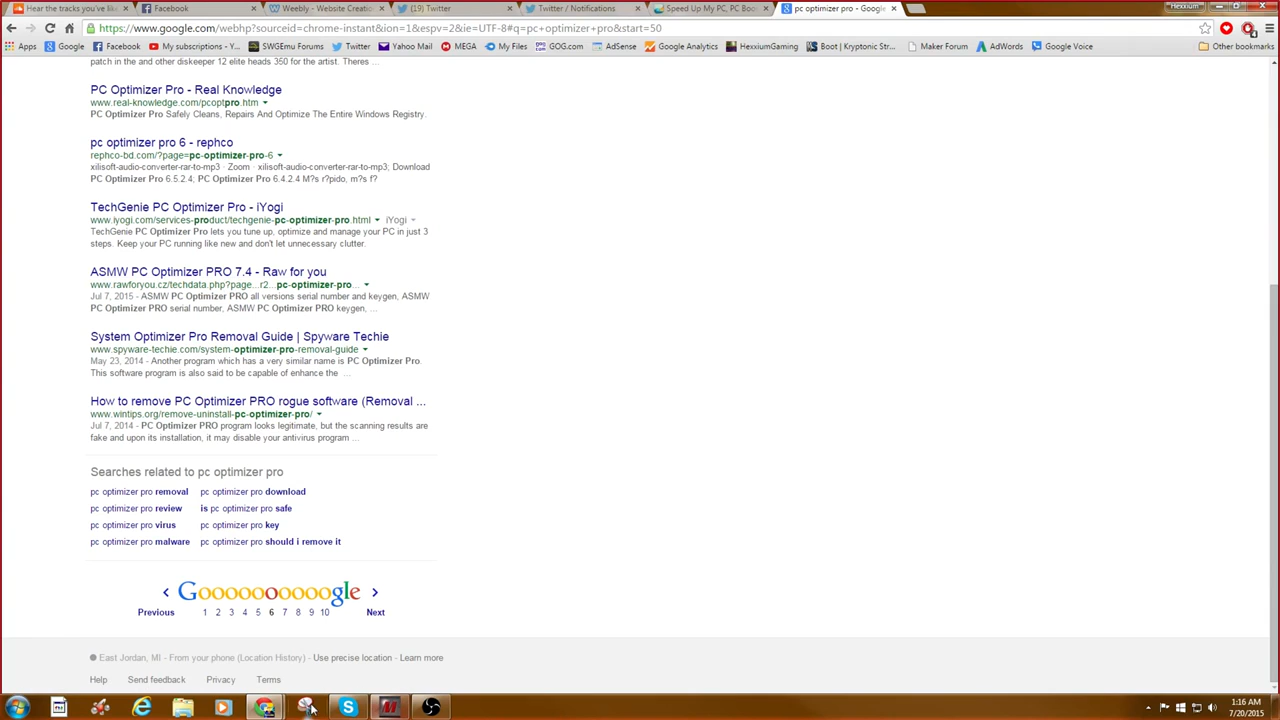 Hear the tracks you've like
Facebook
Weebly - Website Creation
(19) Twitter
Twitter / Notifications
Speed Up My PC, PC Boo
pc optimizer pro - Google
Hexxium
https://www.google.com/webhp?sourceid=chrome-instant&ion=1&espv=2&ie=UTF-8#q=pc+optimizer+pro&start=50
Apps
Google
Facebook
My subscriptions - Y...
SWGEmu Forums
Twitter
Yahoo Mail
MEGA
My Files
GOG.com
AdSense
Google Analytics
HexxiumGaming
Boot | Kryptonic Str...
Maker Forum
AdWords
Google Voice
Other bookmarks
patch in the and other diskeeper 12 elite heads 350 for the artist. Theres ...
PC Optimizer Pro - Real Knowledge
www.real-knowledge.com/pcoptpro.htm
PC Optimizer Pro Safely Cleans, Repairs And Optimize The Entire Windows Registry.
pc optimizer pro 6 - rephco
rephco-bd.com/?page=pc-optimizer-pro-6
xilisoft-audio-converter-rar-to-mp3 · Zoom · xilisoft-audio-converter-rar-to-mp3; Download
PC Optimizer Pro 6.5.2.4; PC Optimizer Pro 6.4.2.4 M?s r?pido, m?s f?
TechGenie PC Optimizer Pro - iYogi
www.iyogi.com/services-product/techgenie-pc-optimizer-pro.html iYogi
TechGenie PC Optimizer Pro lets you tune up, optimize and manage your PC in just 3
steps. Keep your PC running like new and don't let unnecessary clutter.
ASMW PC Optimizer PRO 7.4 - Raw for you
www.rawforyou.cz/techdata.php?page...r2...pc-optimizer-pro...
Jul 7, 2015 - ASMW PC Optimizer PRO all versions serial number and keygen, ASMW
PC Optimizer PRO serial number, ASMW PC Optimizer PRO keygen, ...
System Optimizer Pro Removal Guide | Spyware Techie
www.spyware-techie.com/system-optimizer-pro-removal-guide
May 23, 2014 - Another program which has a very similar name is PC Optimizer Pro.
This software program is also said to be capable of enhance the ...
How to remove PC Optimizer PRO rogue software (Removal ...
www.wintips.org/remove-uninstall-pc-optimizer-pro/
Jul 7, 2014 - PC Optimizer PRO program looks legitimate, but the scanning results are
fake and upon its installation, it may disable your antivirus program ...
Searches related to pc optimizer pro
pc optimizer pro removal pc optimizer pro download
pc optimizer pro review is pc optimizer pro safe
pc optimizer pro virus pc optimizer pro key
pc optimizer pro malware pc optimizer pro should i remove it
Goooooooooogle
Previous 1 2 3 4 5 6 7 8 9 10 Next
East Jordan, MI - From your phone (Location History) - Use precise location - Learn more
Help Send feedback Privacy Terms
1:16 AM
7/20/2015